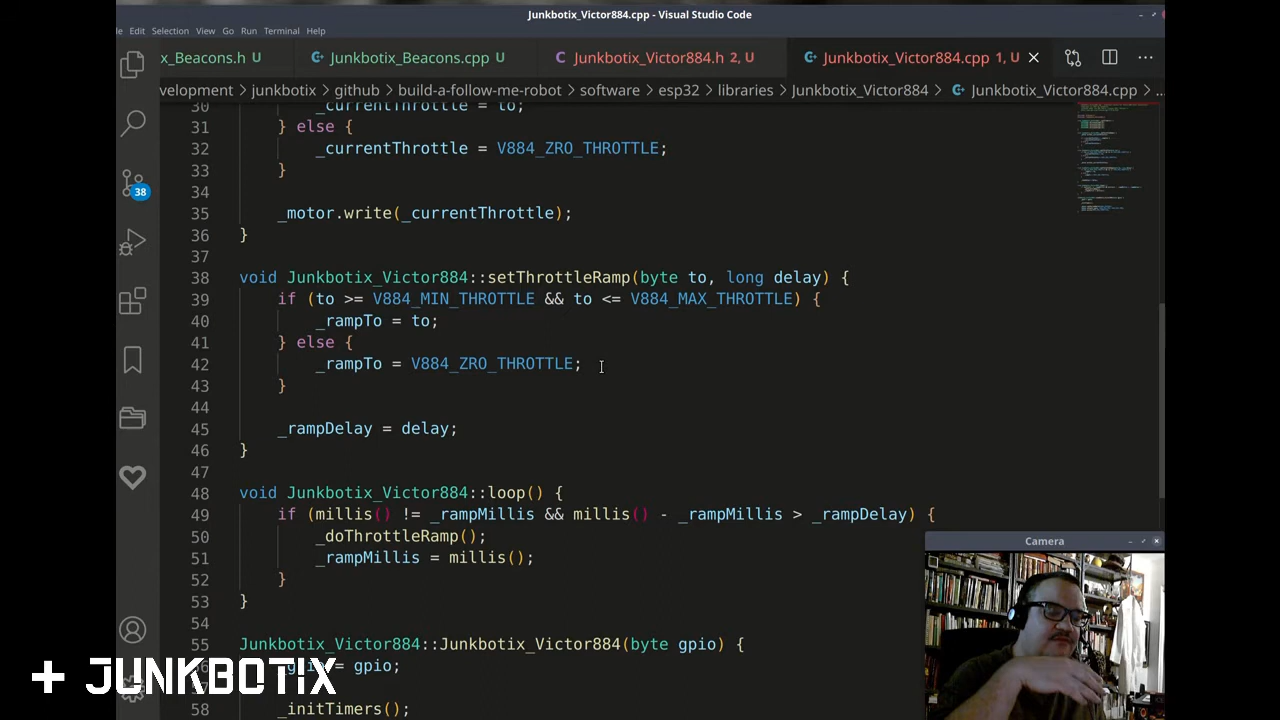 Junkbotix_Victor884.cpp - Visual Studio Code
Edit Selection View Go Run Terminal Help
x_Beacons.h U Junkbotix_Beacons.cpp U Junkbotix_Victor884.h 2, U Junkbotix_Victor884.cpp 1, U
velopment > junkbotix > github > build-a-follow-me-robot > software > esp32 > libraries > Junkbotix_Victor884 > Junkbotix_Victor884.cpp > ...
30 _currentThrottle = to;
31 } else {
32 _currentThrottle = V884_ZRO_THROTTLE;
33 }
34
35 _motor.write(_currentThrottle);
36 }
37
38 void Junkbotix_Victor884::setThrottleRamp(byte to, long delay) {
39 if (to >= V884_MIN_THROTTLE && to <= V884_MAX_THROTTLE) {
40 _rampTo = to;
41 } else {
42 _rampTo = V884_ZRO_THROTTLE;
43 }
44
45 _rampDelay = delay;
46 }
47
48 void Junkbotix_Victor884::loop() {
49 if (millis() != _rampMillis && millis() - _rampMillis > _rampDelay) {
50 _doThrottleRamp();
51 _rampMillis = millis();
52 }
53 }
54
55 Junkbotix_Victor884::Junkbotix_Victor884(byte gpio) {
= gpio;
58 _initTimers();
38
Camera
+ JUNKBOTIX